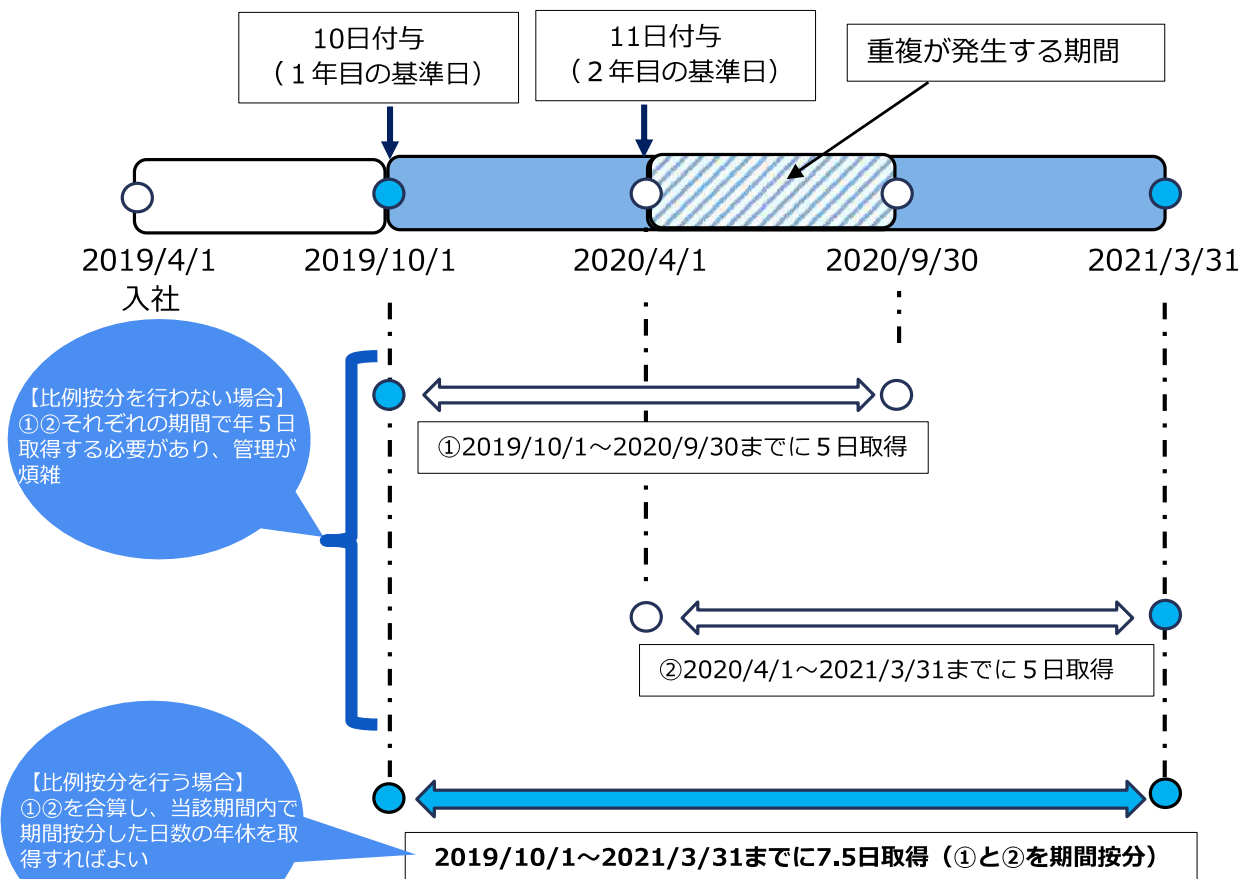 10日付与
（１年目の基準日）
11日付与
（２年目の基準日）
重複が発生する期間
2019/4/1
入社
2019/10/1
2020/4/1
2020/9/30
2021/3/31
【比例按分を行わない場合】
①②それぞれの期間で年５日
取得する必要があり、管理が
煩雑
①2019/10/1～2020/9/30までに５日取得
②2020/4/1～2021/3/31までに５日取得
【比例按分を行う場合】
①②を合算し、当該期間内で
期間按分した日数の年休を取
得すればよい
2019/10/1～2021/3/31までに7.5日取得（①と②を期間按分）